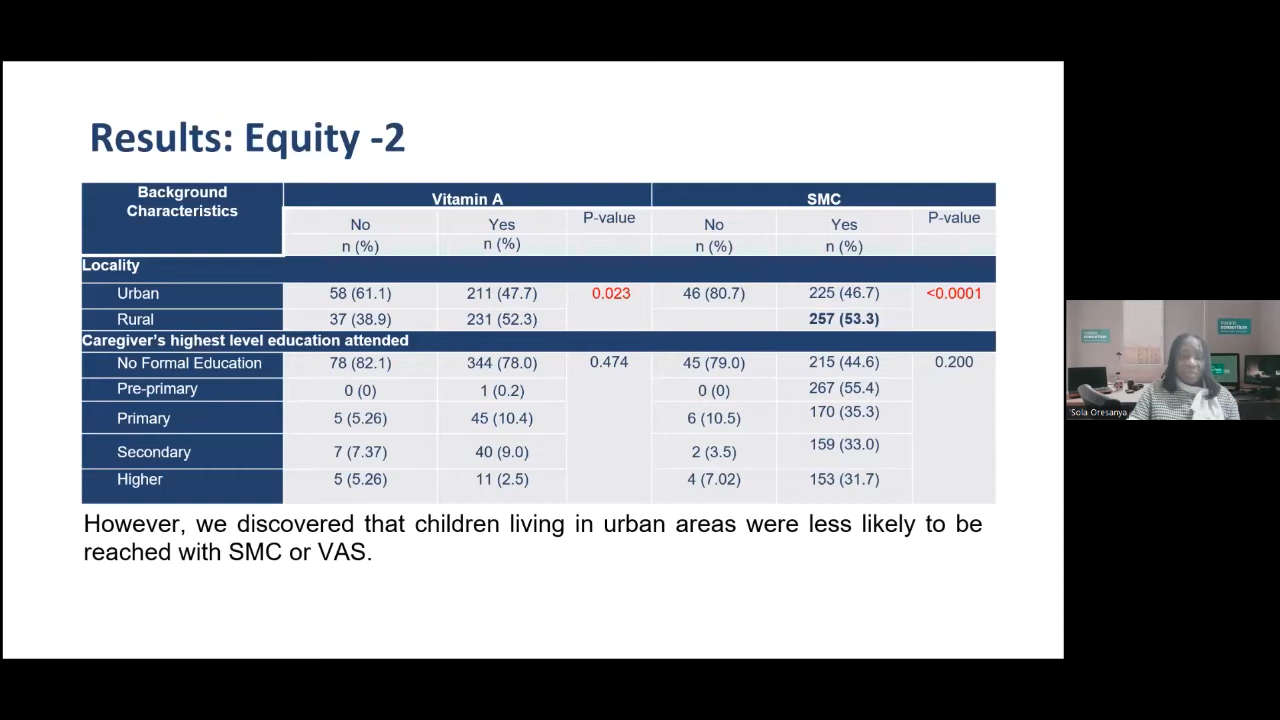 Results: Equity -2
Background Characteristics Vitamin A SMC
No Yes P-value No Yes P-value
n (%) n (%) n (%) n (%)
Locality
Urban 58 (61.1) 211 (47.7) 0.023 46 (80.7) 225 (46.7) <0.0001
Rural 37 (38.9) 231 (52.3) 257 (53.3)
Caregiver's highest level education attended
No Formal Education 78 (82.1) 344 (78.0) 0.474 45 (79.0) 215 (44.6) 0.200
Pre-primary 0 (0) 1 (0.2) 0 (0) 267 (55.4)
Primary 5 (5.26) 45 (10.4) 6 (10.5) 170 (35.3)
Secondary 7 (7.37) 40 (9.0) 2 (3.5) 159 (33.0)
Higher 5 (5.26) 11 (2.5) 4 (7.02) 153 (31.7)
However, we discovered that children living in urban areas were less likely to be
reached with SMC or VAS.
'Sola Oresanya